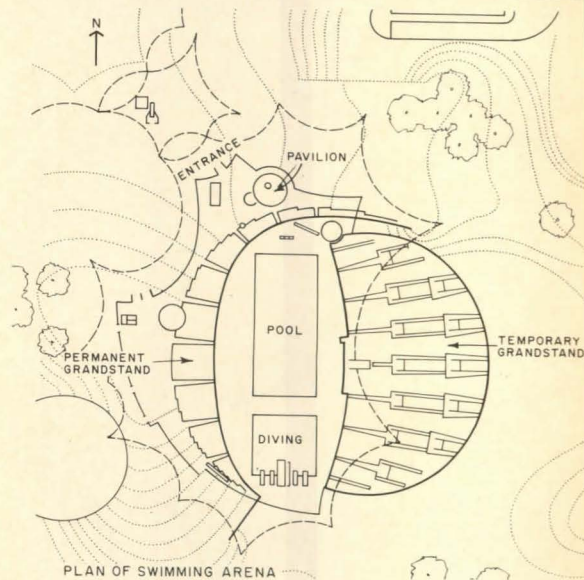 N
ENTRANCE
PAVILION
POOL
TEMPORARY
GRANDSTAND
PERMANENT
GRANDSTAND
DIVING
PLAN OF SWIMMING ARENA